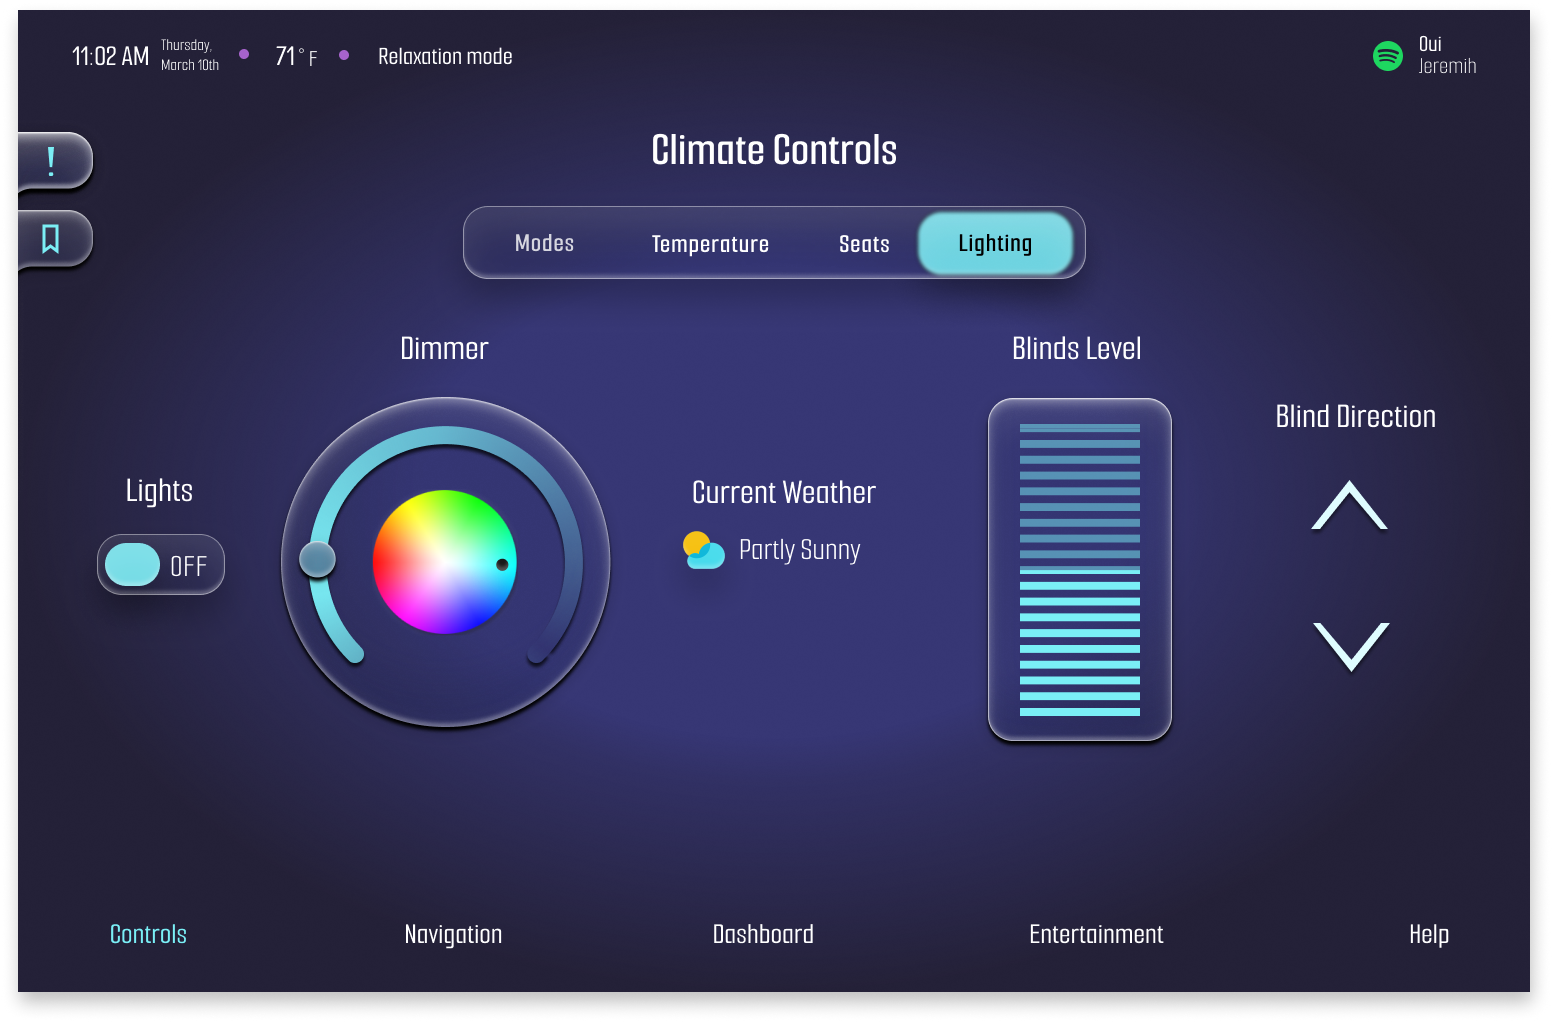 11:02 AM
Thursday,
March 10th
71° F
Relaxation mode
Oui
Jeremih
!
Climate Controls
Modes
Temperature
Seats
Lighting
Dimmer
Blinds Level
Blind Direction
Lights
OFF
Current Weather
Partly Sunny
Controls
Navigation
Dashboard
Entertainment
Help